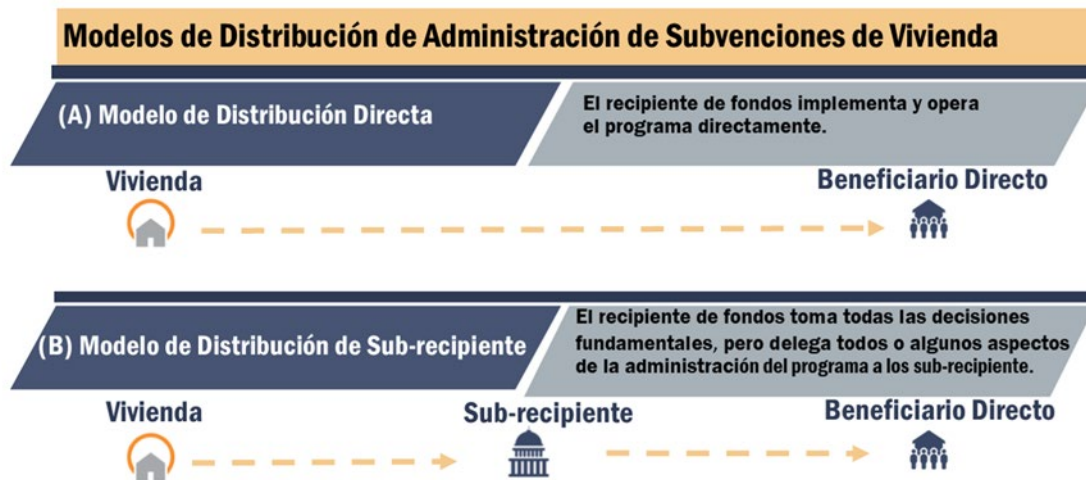 Modelos de Distribución de Administración de Subvenciones de Vivienda
(A) Modelo de Distribución Directa
El recipiente de fondos implementa y opera
el programa directamente.
Vivienda
Beneficiario Directo
(B) Modelo de Distribución de Sub-recipiente
El recipiente de fondos toma todas las decisiones
fundamentales, pero delega todos o algunos aspectos
de la administración del programa a los sub-recipiente.
Vivienda
Sub-recipiente
Beneficiario Directo